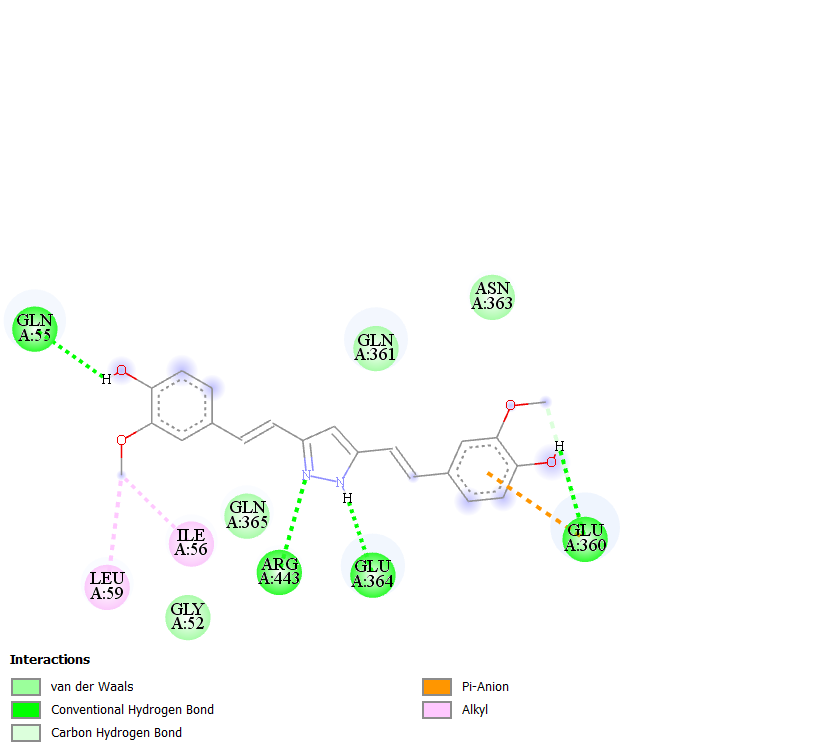 ASN
A:363
GLN
A:55
GLN
A:361
H
O
O
H
O
O
N
N
H
GLN
A:365
ILE
A:56
GLU
A:360
ARG
A:443
GLU
A:364
LEU
A:59
GLY
A:52
Interactions
van der Waals
Conventional Hydrogen Bond
Carbon Hydrogen Bond
Pi-Anion
Alkyl